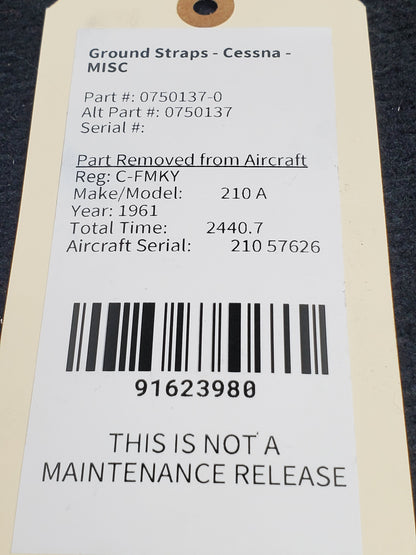 Ground Straps - Cessna -
MISC
Part #: 0750137-0
Alt Part #: 0750137
Serial #:
Part Removed from Aircraft
Reg: C-FMKY
Make/Model: 210 A
Year: 1961
Total Time: 2440.7
Aircraft Serial: 210 57626
91623980
THIS IS NOT A
MAINTENANCE RELEASE